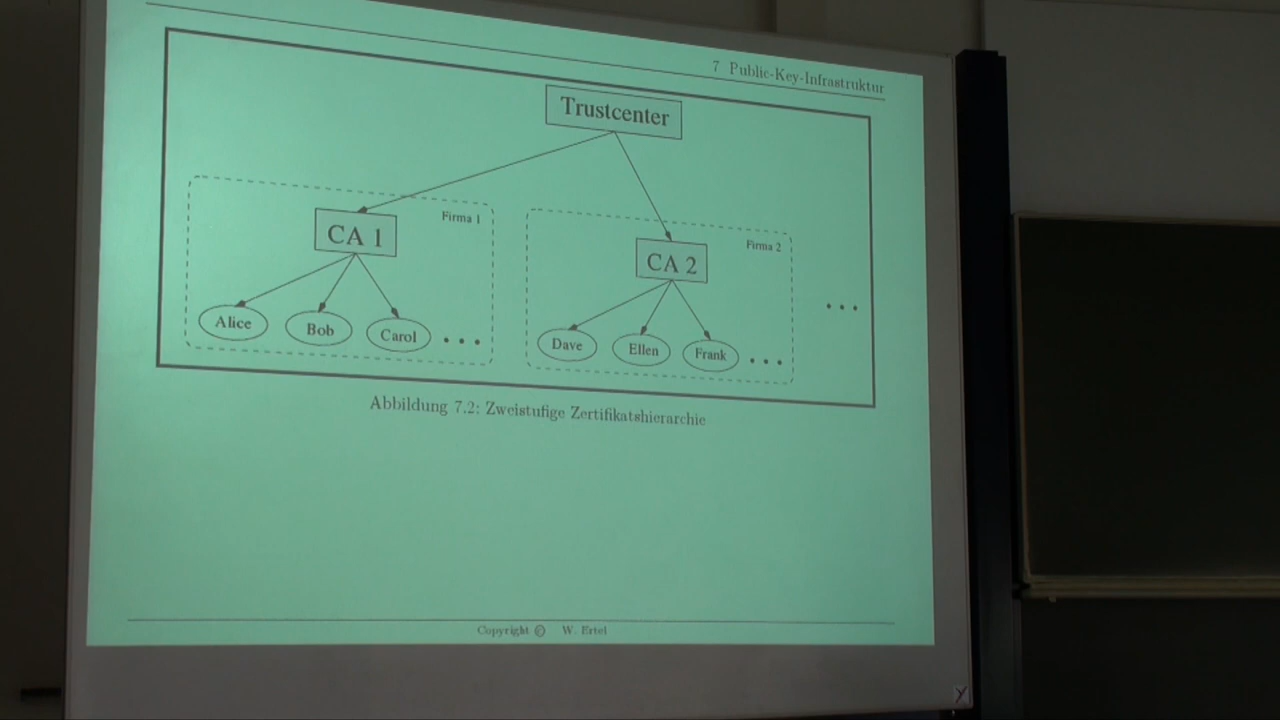 7 Public-Key-Infrastruktur
Trustcenter
Firma 1
CA 1
Firma 2
CA 2
Alice Bob Carol • • •
Dave Ellen Frank • • •
• • •
Abbildung 7.2: Zweistufige Zertifikatshierarchie
Copyright © W. Ertel